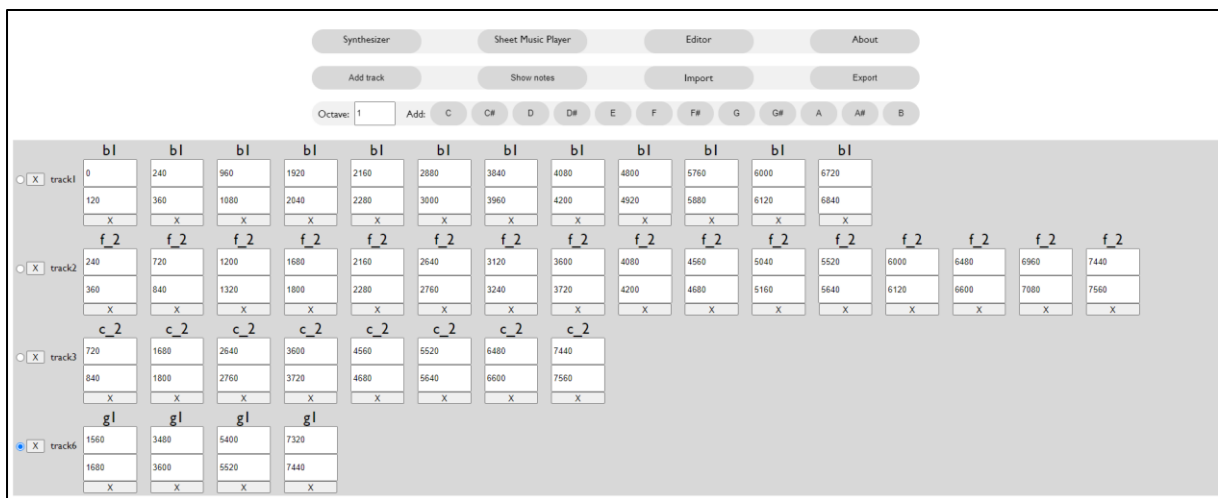 Synthesizer Sheet Music Player Editor About
Add track Show notes Import Export
Octave: 1 Add: C C# D D# E F F# G G# A A# B
b1 b1 b1 b1 b1 b1 b1 b1 b1 b1 b1 b1
0 240 960 1920 2160 2880 3840 4080 4800 5760 6000 6720
X track1
120 360 1080 2040 2280 3000 3960 4200 4920 5880 6120 6840
X X X X X X X X X X X X
f_2 f_2 f_2 f_2 f_2 f_2 f_2 f_2 f_2 f_2 f_2 f_2 f_2 f_2 f_2 f_2
240 720 1200 1680 2160 2640 3120 3600 4080 4560 5040 5520 6000 6480 6960 7440
X track2
360 840 1320 1800 2280 2760 3240 3720 4200 4680 5160 5640 6120 6600 7080 7560
X X X X X X X X X X X X X X X X
c_2 c_2 c_2 c_2 c_2 c_2 c_2 c_2
720 1680 2640 3600 4560 5520 6480 7440
X track3
840 1800 2760 3720 4680 5640 6600 7560
X X X X X X X X
g1 g1 g1 g1
1560 3480 5400 7320
X track6
1680 3600 5520 7440
X X X X